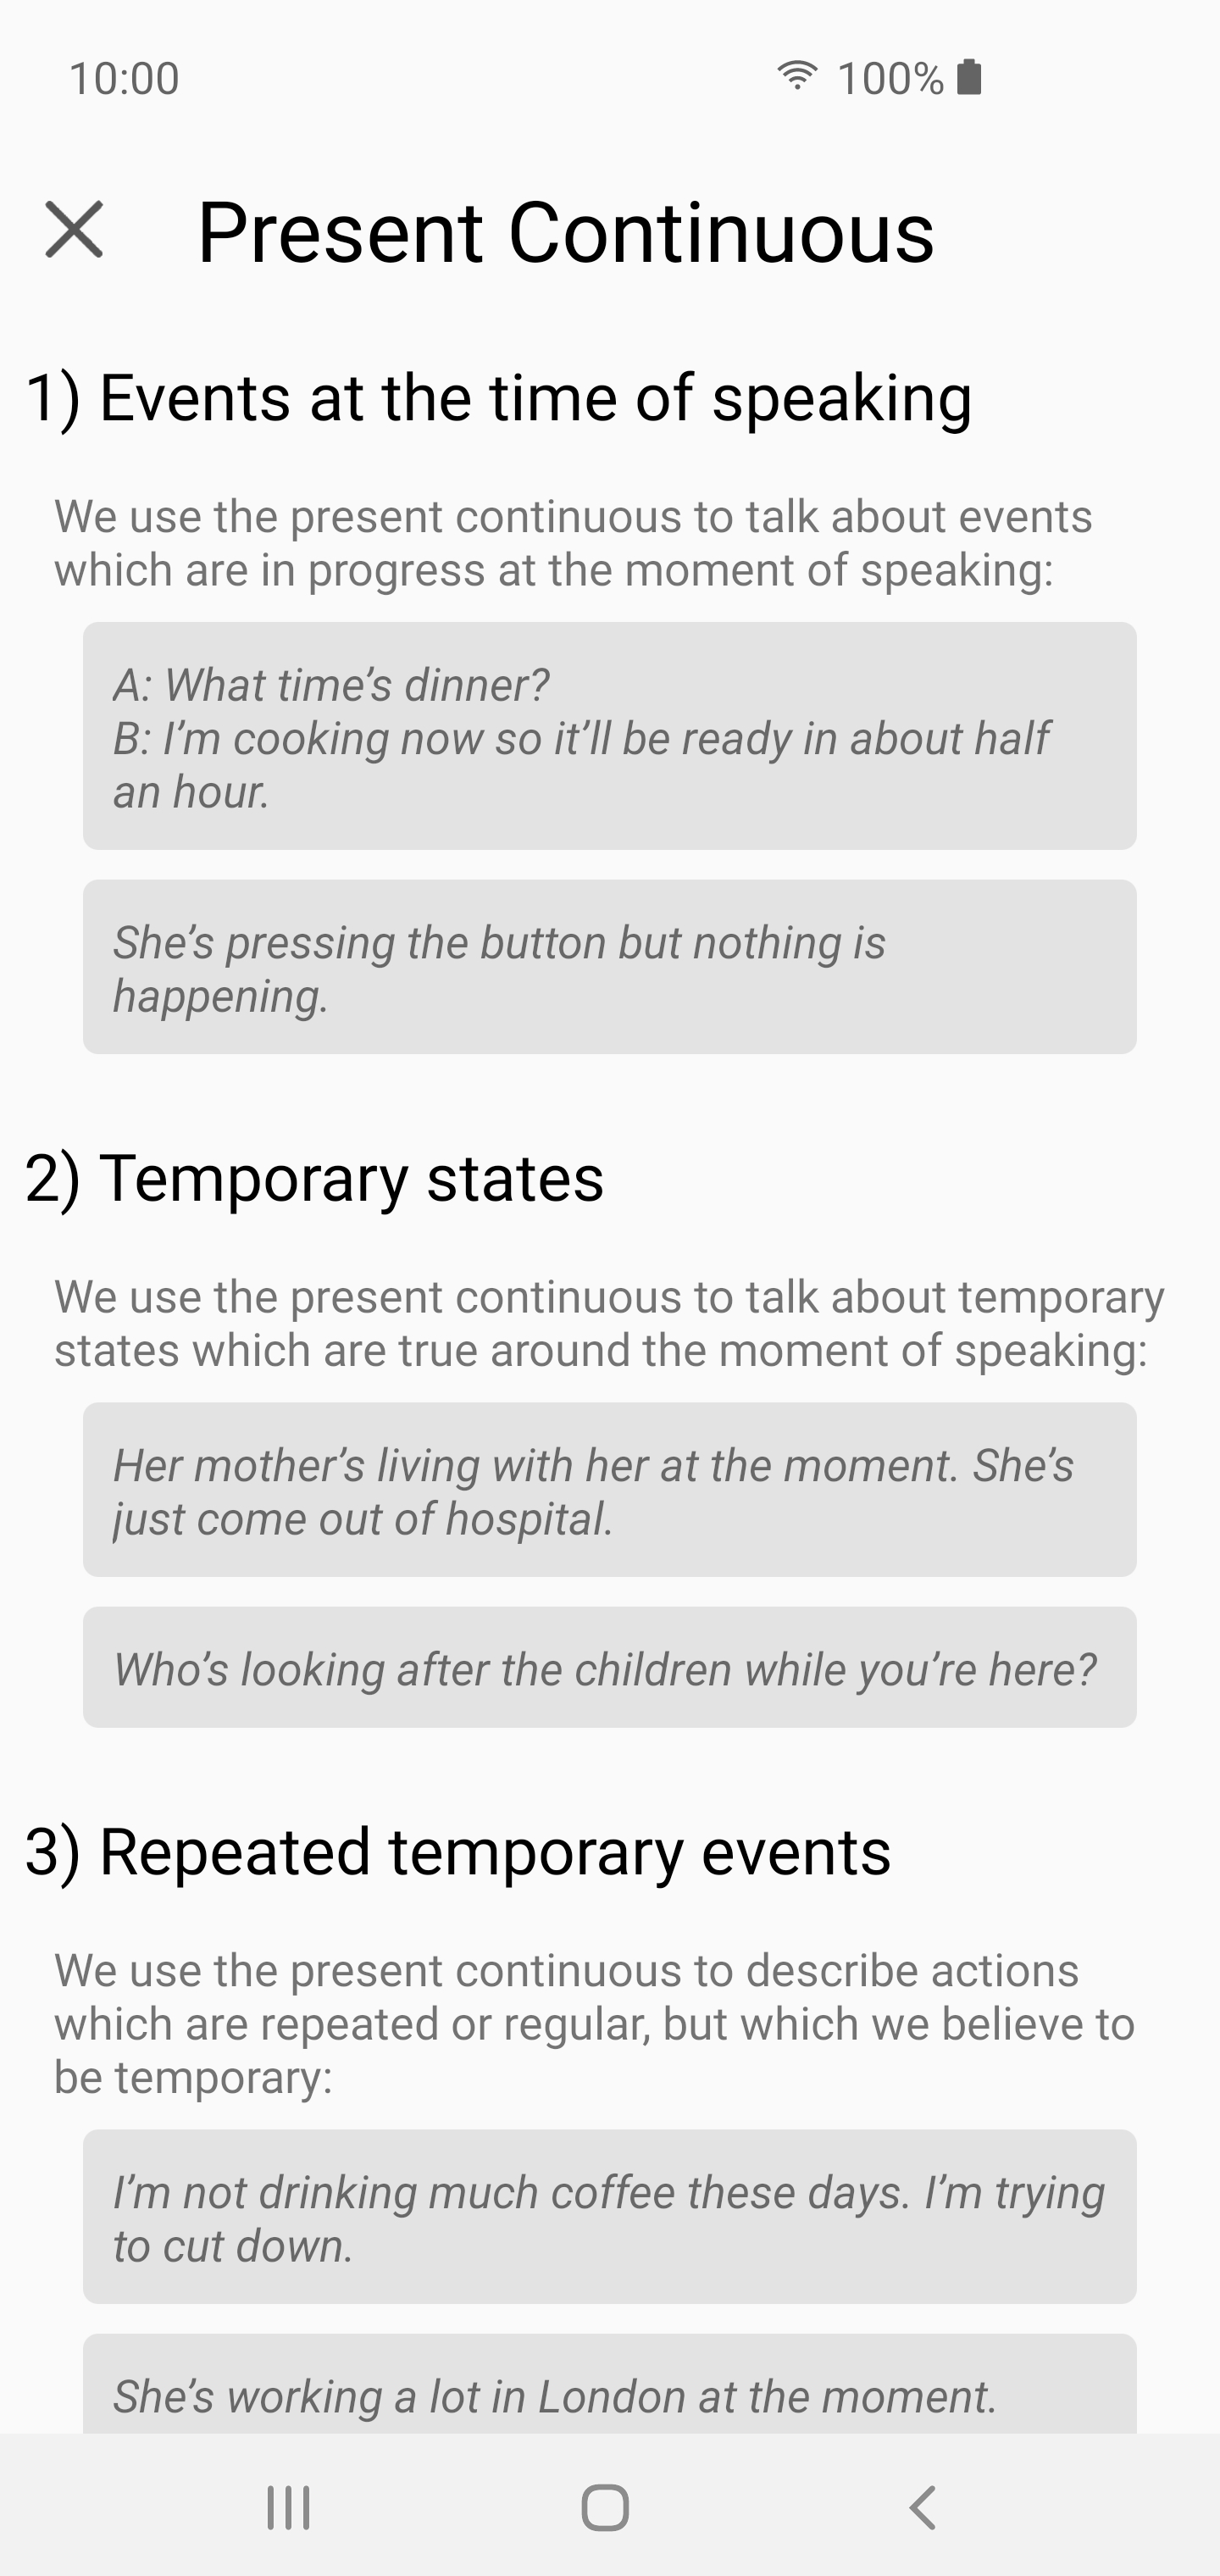 10:00
100%
Present Continuous
1) Events at the time of speaking
We use the present continuous to talk about events
which are in progress at the moment of speaking:
A: What time’s dinner?
B: I’m cooking now so it’ll be ready in about half
an hour.
She’s pressing the button but nothing is
happening.
2) Temporary states
We use the present continuous to talk about temporary
states which are true around the moment of speaking:
Her mother’s living with her at the moment. She’s
just come out of hospital.
Who’s looking after the children while you’re here?
3) Repeated temporary events
We use the present continuous to describe actions
which are repeated or regular, but which we believe to
be temporary:
I’m not drinking much coffee these days. I’m trying
to cut down.
She’s working a lot in London at the moment.